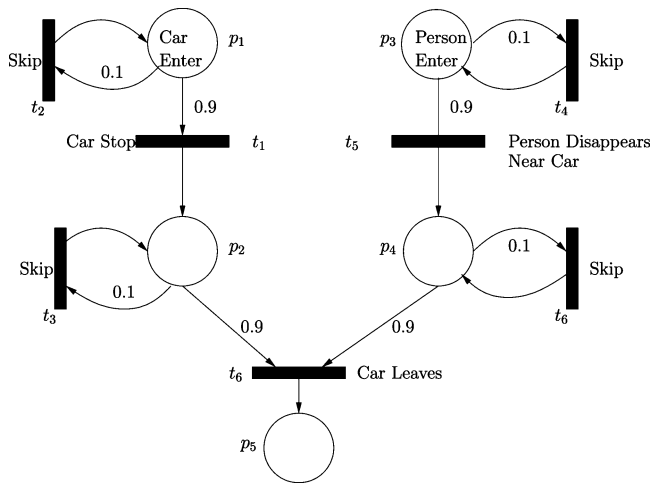 Car
Enter
p1
p3
Person
Enter
0.1
Skip
0.1
Skip
t2
0.9
0.9
t4
Car Stop
t1
t5
Person Disappears
Near Car
p2
p4
0.1
Skip
0.1
Skip
t3
0.9
0.9
t6
t6
Car Leaves
p5